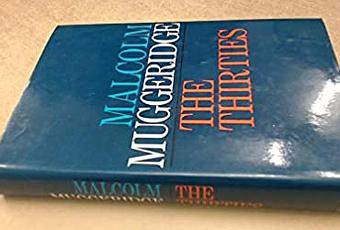 MALCOLM
MUGGERIDGE
THE
THIRTIES
MALCOLM
MUGGERIDGE
THE
THIRTIES